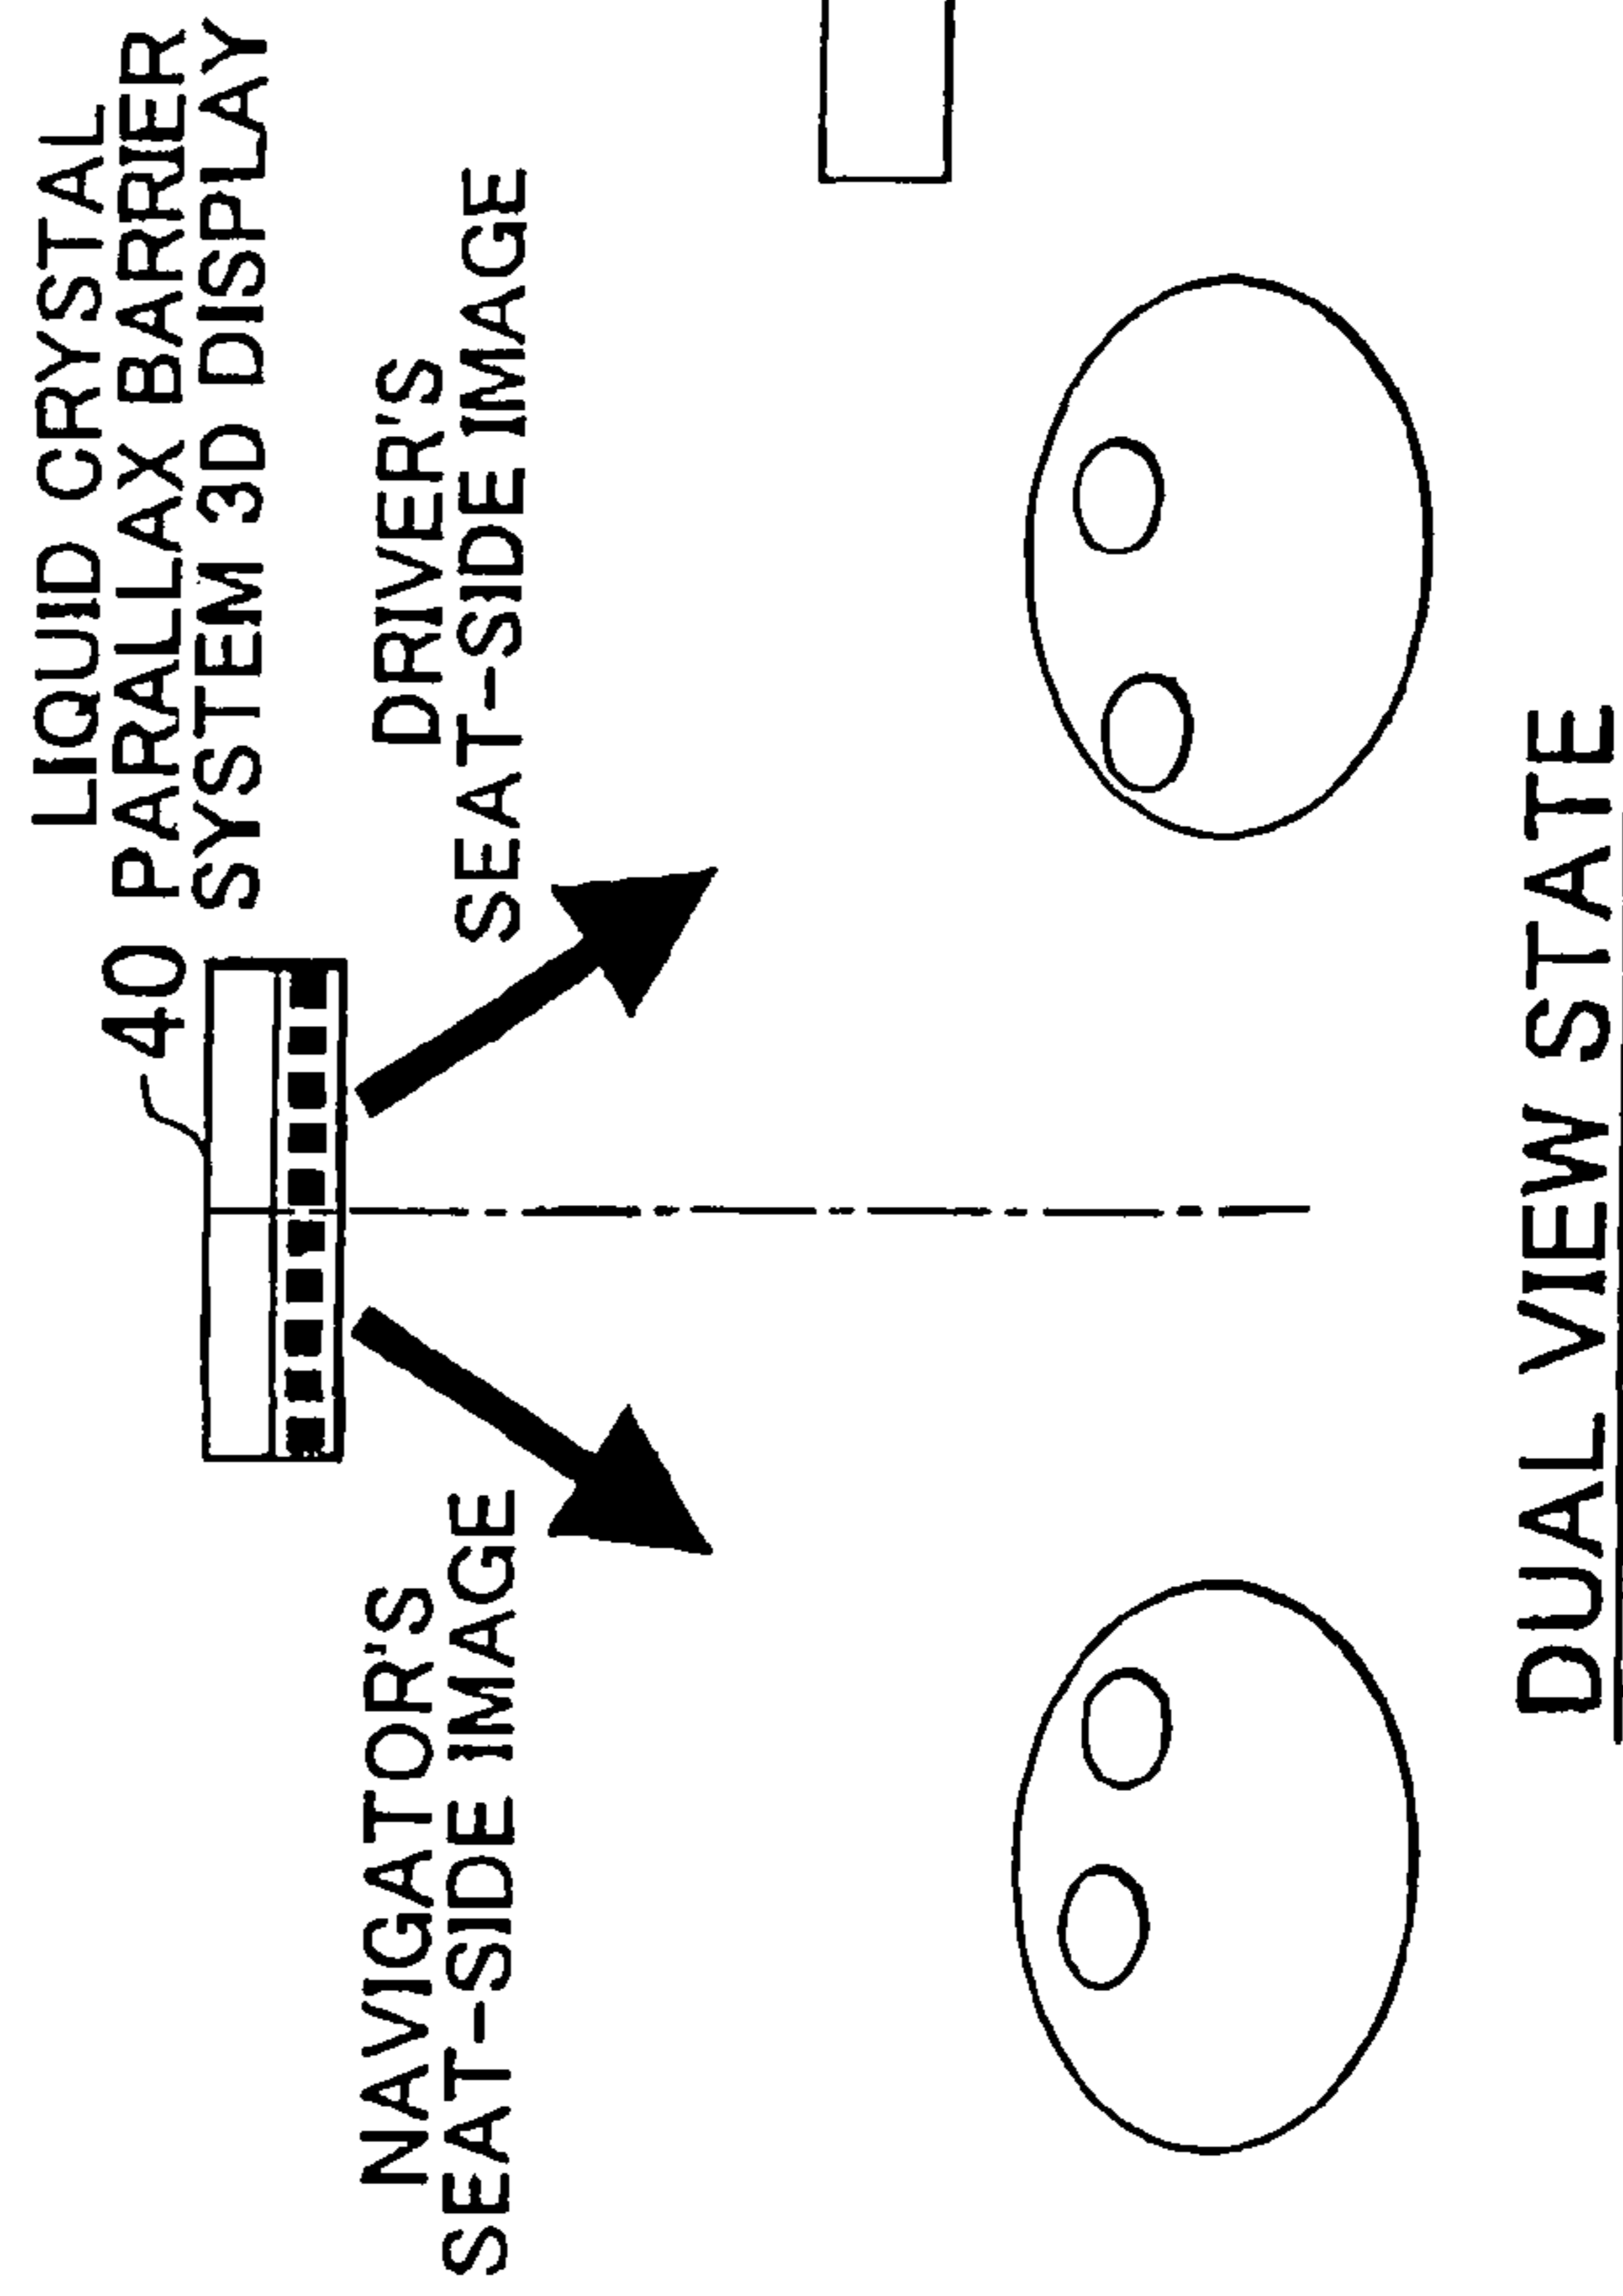 LIQUID CRYSTAL
40 PARALLAX BARRIER
SYSTEM 3D DISPLAY
DRIVER'S
SEAT-SIDE IMAGE
NAVIGATOR'S
SEAT-SIDE IMAGE
DUAL VIEW STATE